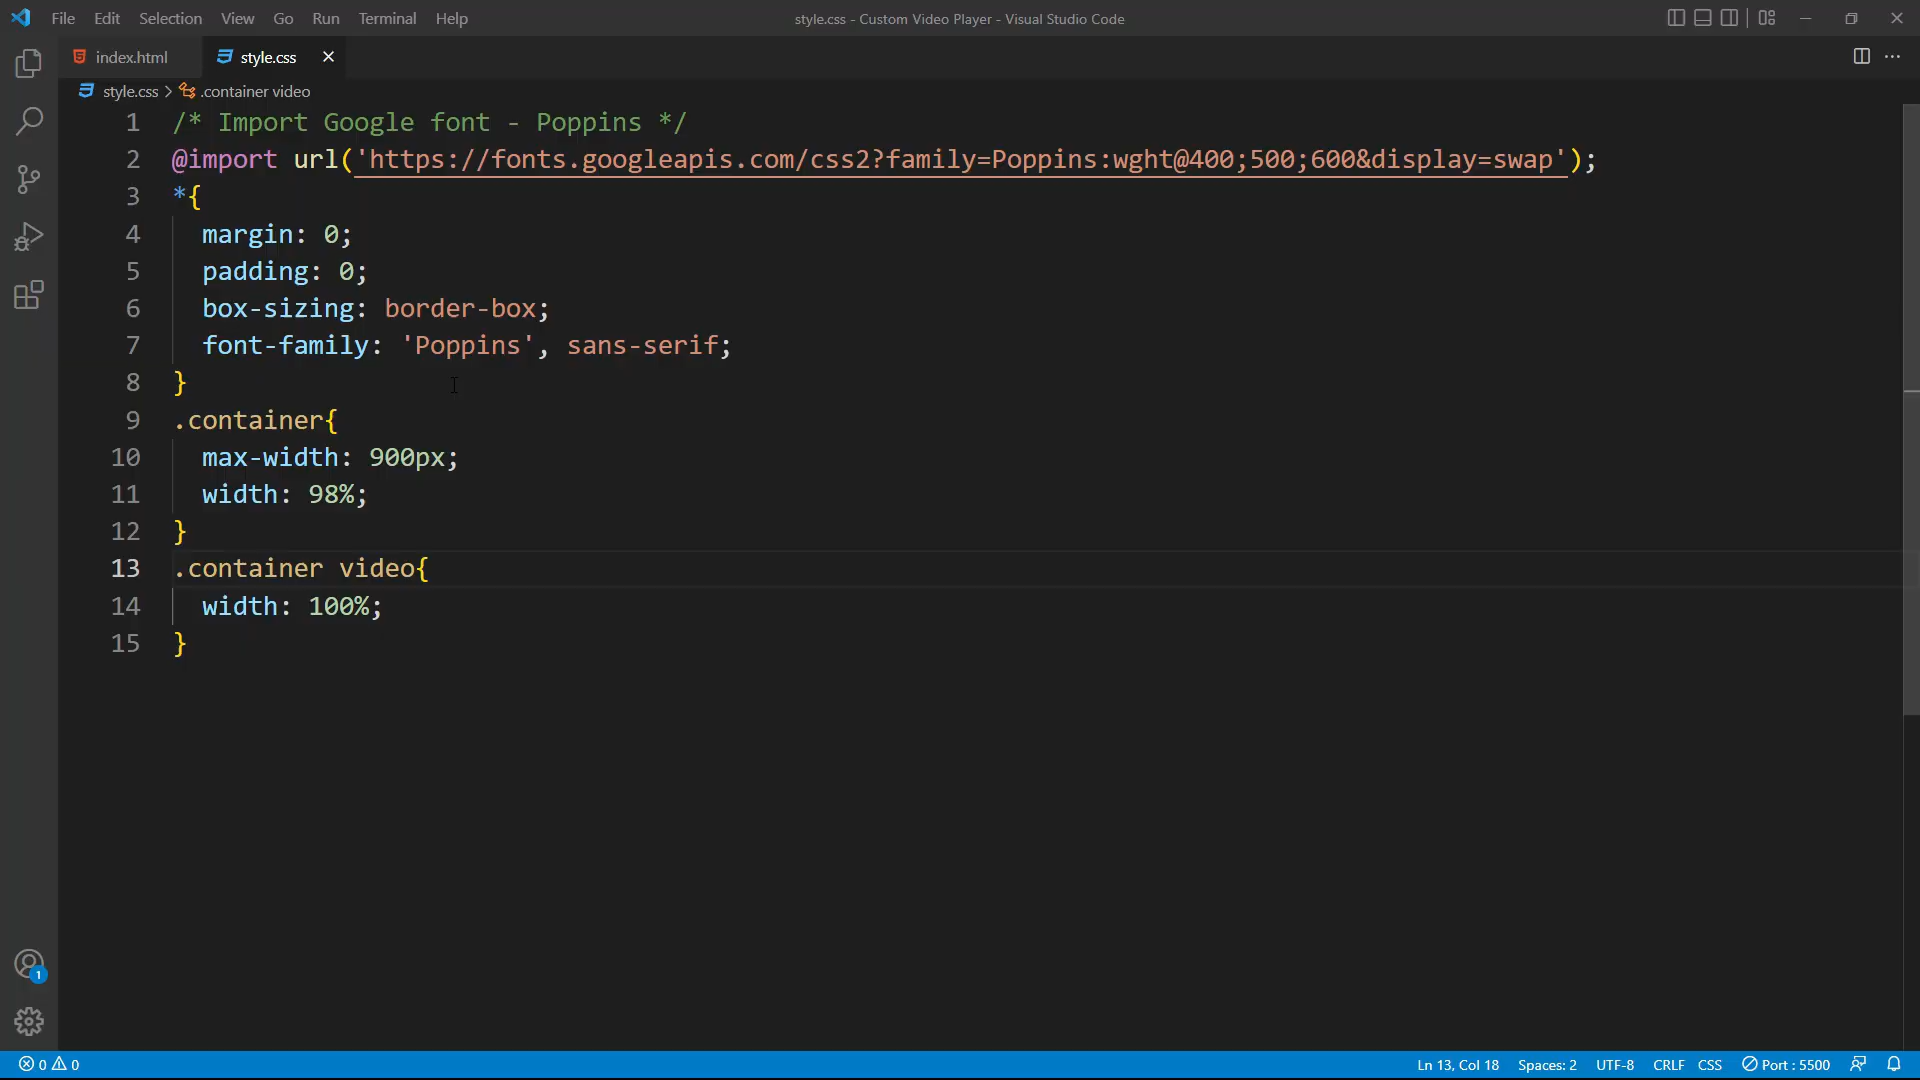 File Edit Selection View Go Run Terminal Help
style.css - Custom Video Player - Visual Studio Code
index.html
style.css
style.css > .container video
1 /* Import Google font - Poppins */
2 @import url('https://fonts.googleapis.com/css2?family=Poppins:wght@400;500;600&display=swap');
3 *{
4 margin: 0;
5 padding: 0;
6 box-sizing: border-box;
7 font-family: 'Poppins', sans-serif;
8 }
9 .container{
10 max-width: 900px;
11 width: 98%;
12 }
13 .container video{
14 width: 100%;
15 }
1
0 0
Ln 13, Col 18 Spaces: 2 UTF-8 CRLF CSS Port : 5500